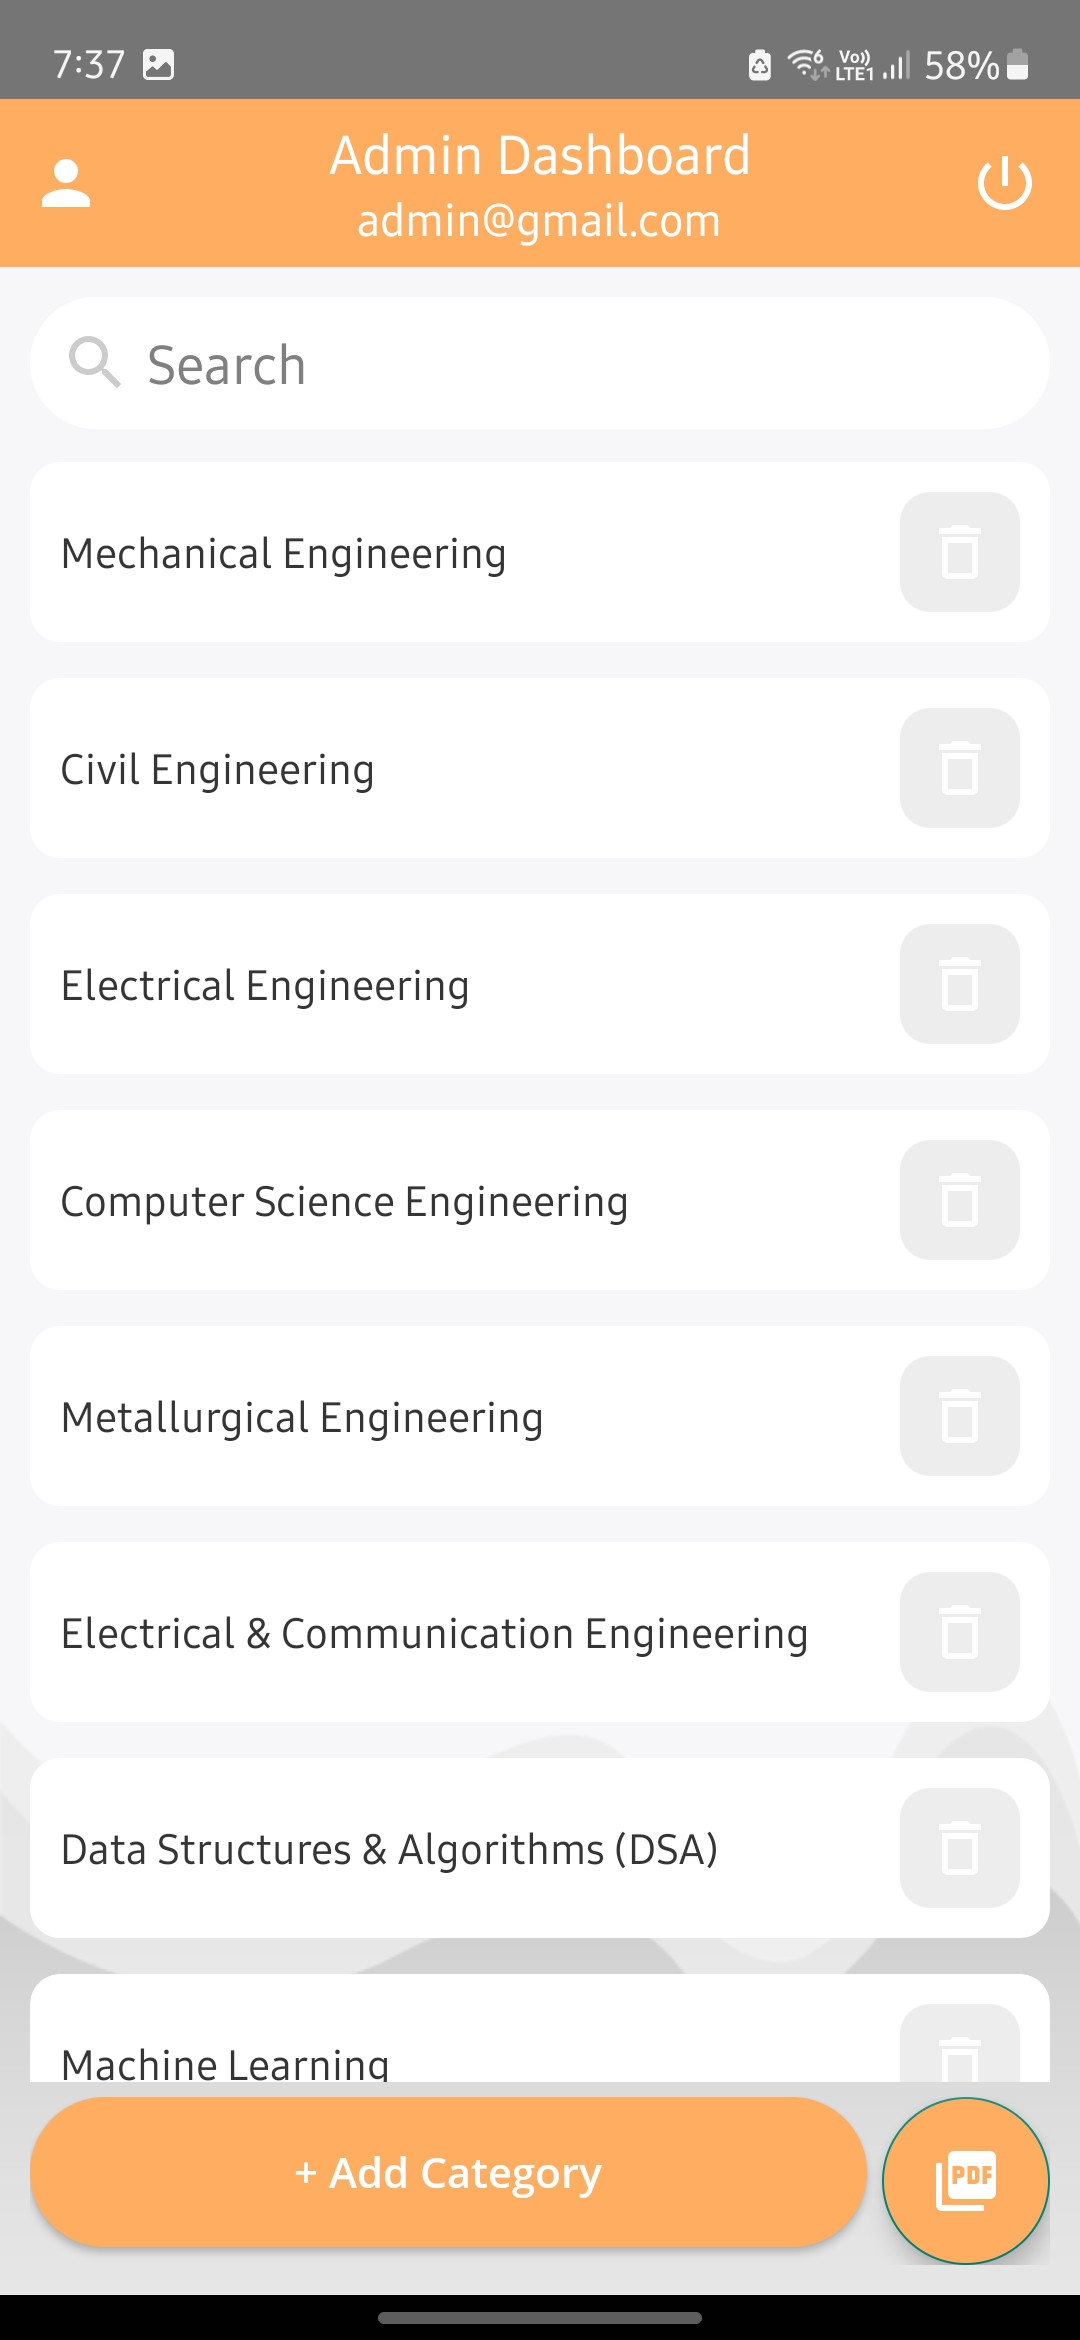 7:37 6 Vo)) LTE1 58%
Admin Dashboard
admin@gmail.com
Search
Mechanical Engineering
Civil Engineering
Electrical Engineering
Computer Science Engineering
Metallurgical Engineering
Electrical & Communication Engineering
Data Structures & Algorithms (DSA)
Machine Learning
+ Add Category
PDF